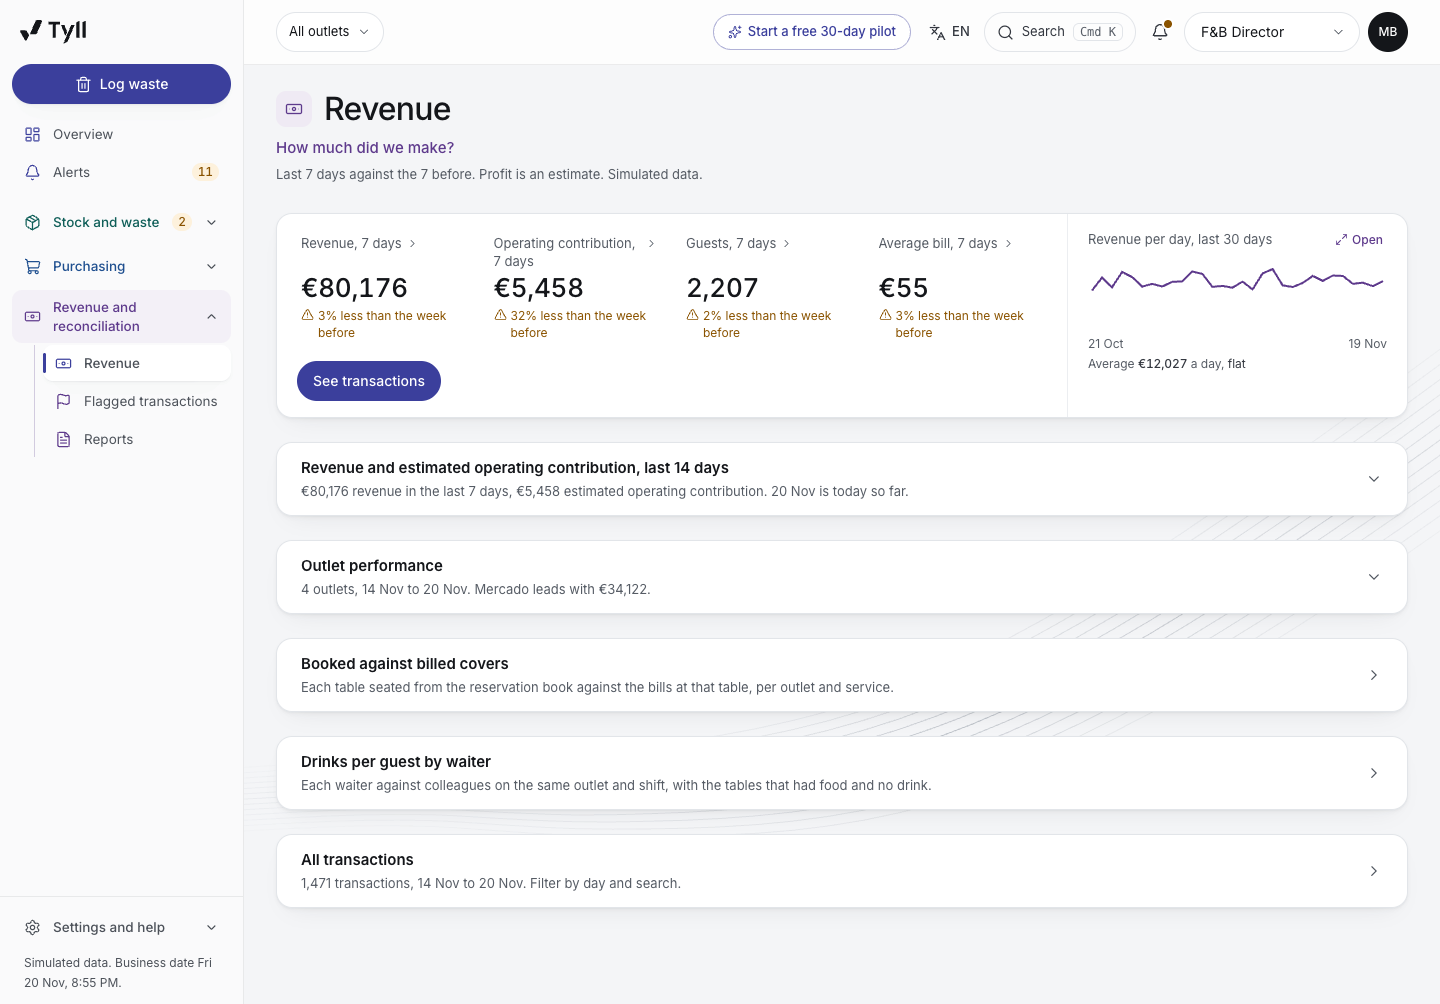 Tyll
Log waste
Overview
Alerts
11
Stock and waste
2
Purchasing
Revenue and
reconciliation
Revenue
Flagged transactions
Reports
Settings and help
Simulated data. Business date Fri
20 Nov, 8:55 PM.
All outlets
Start a free 30-day pilot
EN
Search
Cmd K
F&B Director
MB
Revenue
How much did we make?
Last 7 days against the 7 before. Profit is an estimate. Simulated data.
Revenue, 7 days
€80,176
3% less than the week
before
Operating contribution,
7 days
€5,458
32% less than the week
before
Guests, 7 days
2,207
2% less than the week
before
Average bill, 7 days
€55
3% less than the week
before
See transactions
Revenue per day, last 30 days
Open
21 Oct
19 Nov
Average €12,027 a day, flat
Revenue and estimated operating contribution, last 14 days
€80,176 revenue in the last 7 days, €5,458 estimated operating contribution. 20 Nov is today so far.
Outlet performance
4 outlets, 14 Nov to 20 Nov. Mercado leads with €34,122.
Booked against billed covers
Each table seated from the reservation book against the bills at that table, per outlet and service.
Drinks per guest by waiter
Each waiter against colleagues on the same outlet and shift, with the tables that had food and no drink.
All transactions
1,471 transactions, 14 Nov to 20 Nov. Filter by day and search.